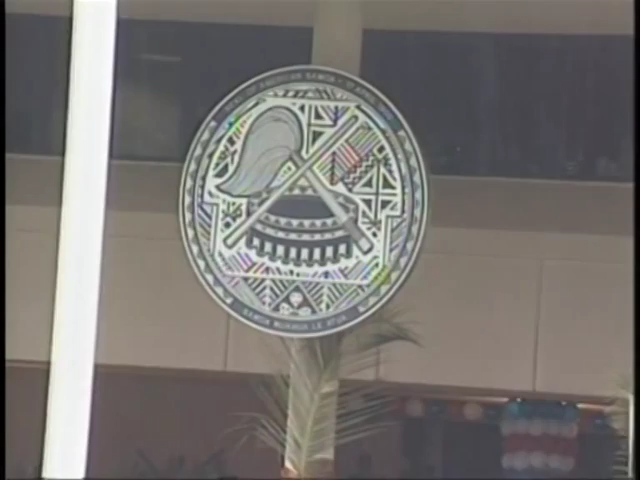 SEAL OF AMERICAN SAMOA • 17 APRIL
SAMOA MUAMUA LE ATUA